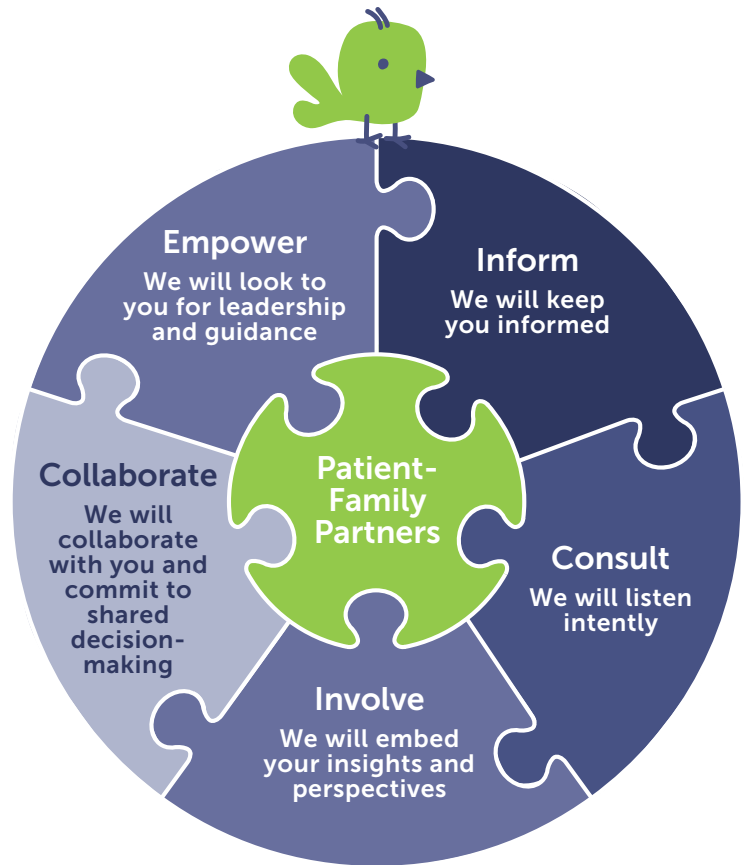 Empower
We will look to
you for leadership
and guidance
Inform
We will keep
you informed
Patient-
Family
Partners
Collaborate
We will
collaborate
with you and
commit to
shared
decision-
making
Consult
We will listen
intently
Involve
We will embed
your insights and
perspectives